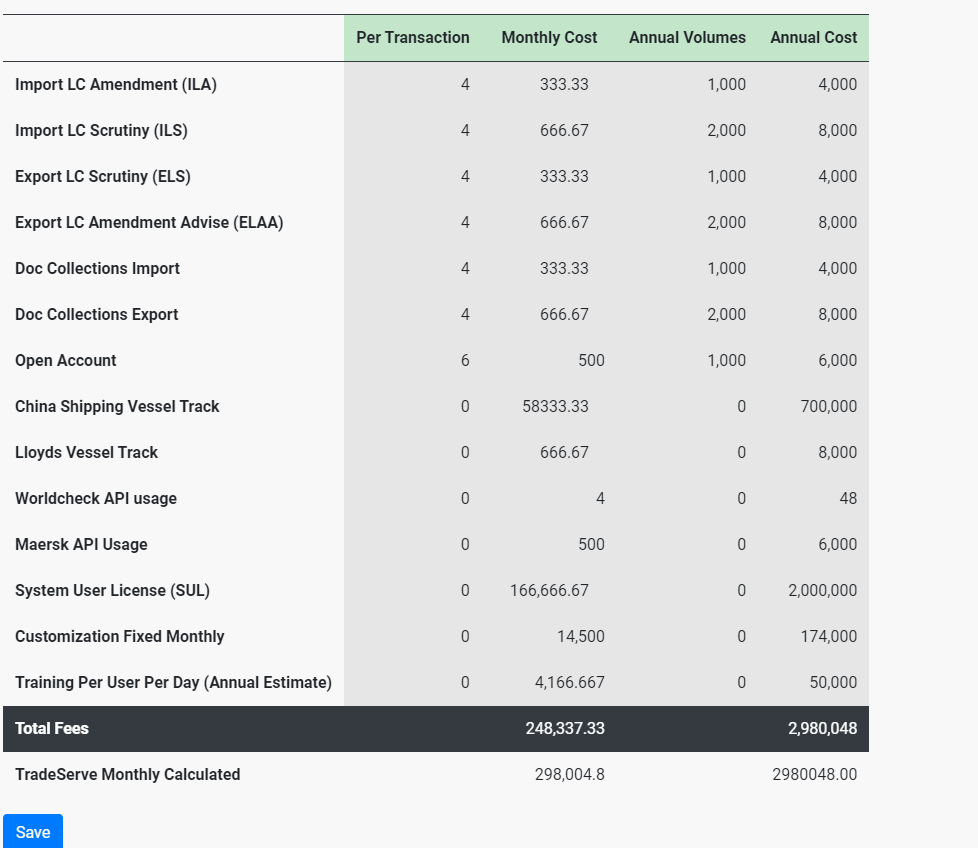 Per Transaction Monthly Cost Annual Volumes Annual Cost
Import LC Amendment (ILA) 4 333.33 1,000 4,000
Import LC Scrutiny (ILS) 4 666.67 2,000 8,000
Export LC Scrutiny (ELS) 4 333.33 1,000 4,000
Export LC Amendment Advise (ELAA) 4 666.67 2,000 8,000
Doc Collections Import 4 333.33 1,000 4,000
Doc Collections Export 4 666.67 2,000 8,000
Open Account 6 500 1,000 6,000
China Shipping Vessel Track 0 58333.33 0 700,000
Lloyds Vessel Track 0 666.67 0 8,000
Worldcheck API usage 0 4 0 48
Maersk API Usage 0 500 0 6,000
System User License (SUL) 0 166,666.67 0 2,000,000
Customization Fixed Monthly 0 14,500 0 174,000
Training Per User Per Day (Annual Estimate) 0 4,166.667 0 50,000
Total Fees 248,337.33 2,980,048
TradeServe Monthly Calculated 298,004.8 2980048.00
Save